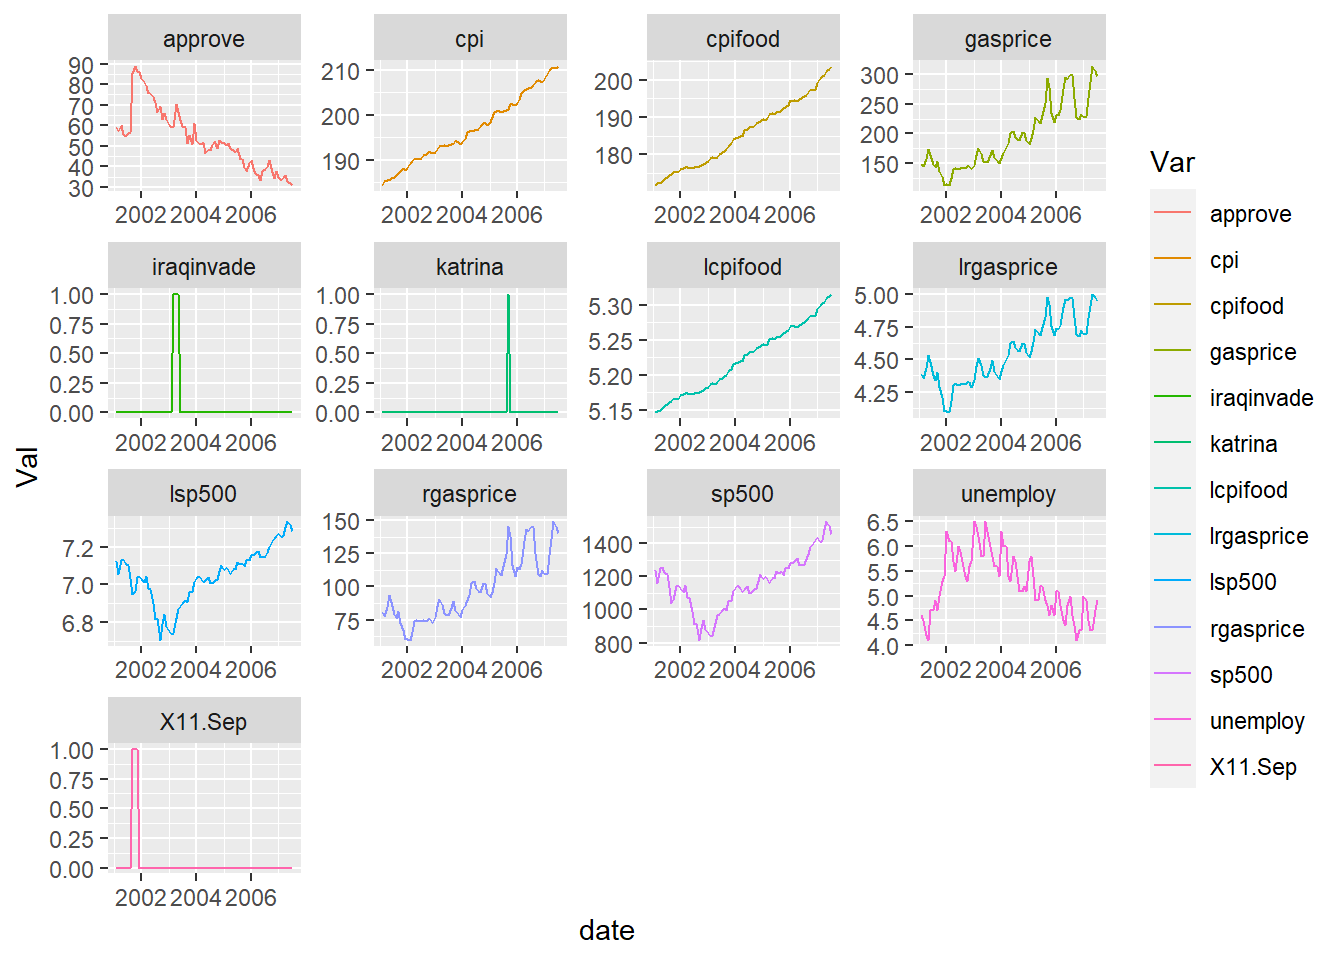 approve
cpi
cpifood
gasprice
90
80
70
60
50
40
30
210
200
190
200
190
180
300
250
200
150
2002 2004 2006
2002 2004 2006
2002 2004 2006
2002 2004 2006
iraqinvade
katrina
lcpifood
lrgasprice
1.00
0.75
0.50
0.25
0.00
1.00
0.75
0.50
0.25
0.00
5.30
5.25
5.20
5.15
5.00
4.75
4.50
4.25
2002 2004 2006
2002 2004 2006
2002 2004 2006
2002 2004 2006
lsp500
rgasprice
sp500
unemploy
7.2
7.0
6.8
150
125
100
75
1400
1200
1000
800
6.5
6.0
5.5
5.0
4.5
4.0
2002 2004 2006
2002 2004 2006
2002 2004 2006
2002 2004 2006
X11.Sep
1.00
0.75
0.50
0.25
0.00
2002 2004 2006
Val
date
Var
approve
cpi
cpifood
gasprice
iraqinvade
katrina
lcpifood
lrgasprice
lsp500
rgasprice
sp500
unemploy
X11.Sep